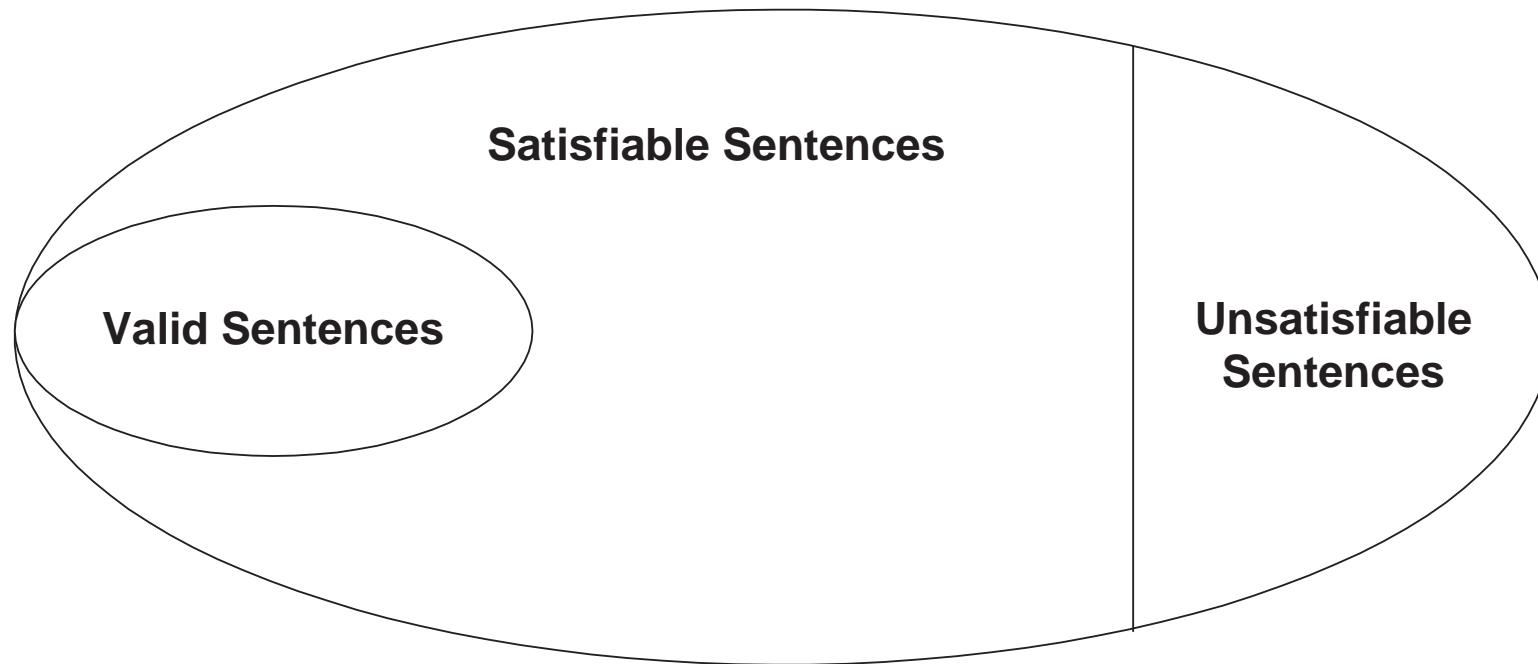 Satisfiable Sentences
Valid Sentences
Unsatisfiable
Sentences